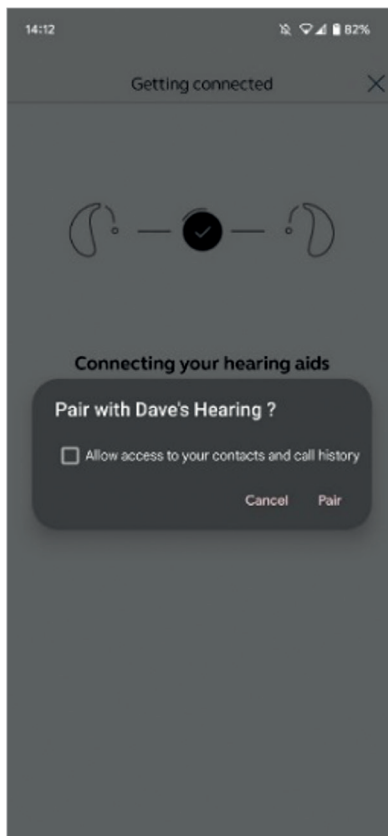 14:12 82%
Getting connected
Connecting your hearing aids
Pair with Dave's Hearing ?
Allow access to your contacts and call history
Cancel Pair